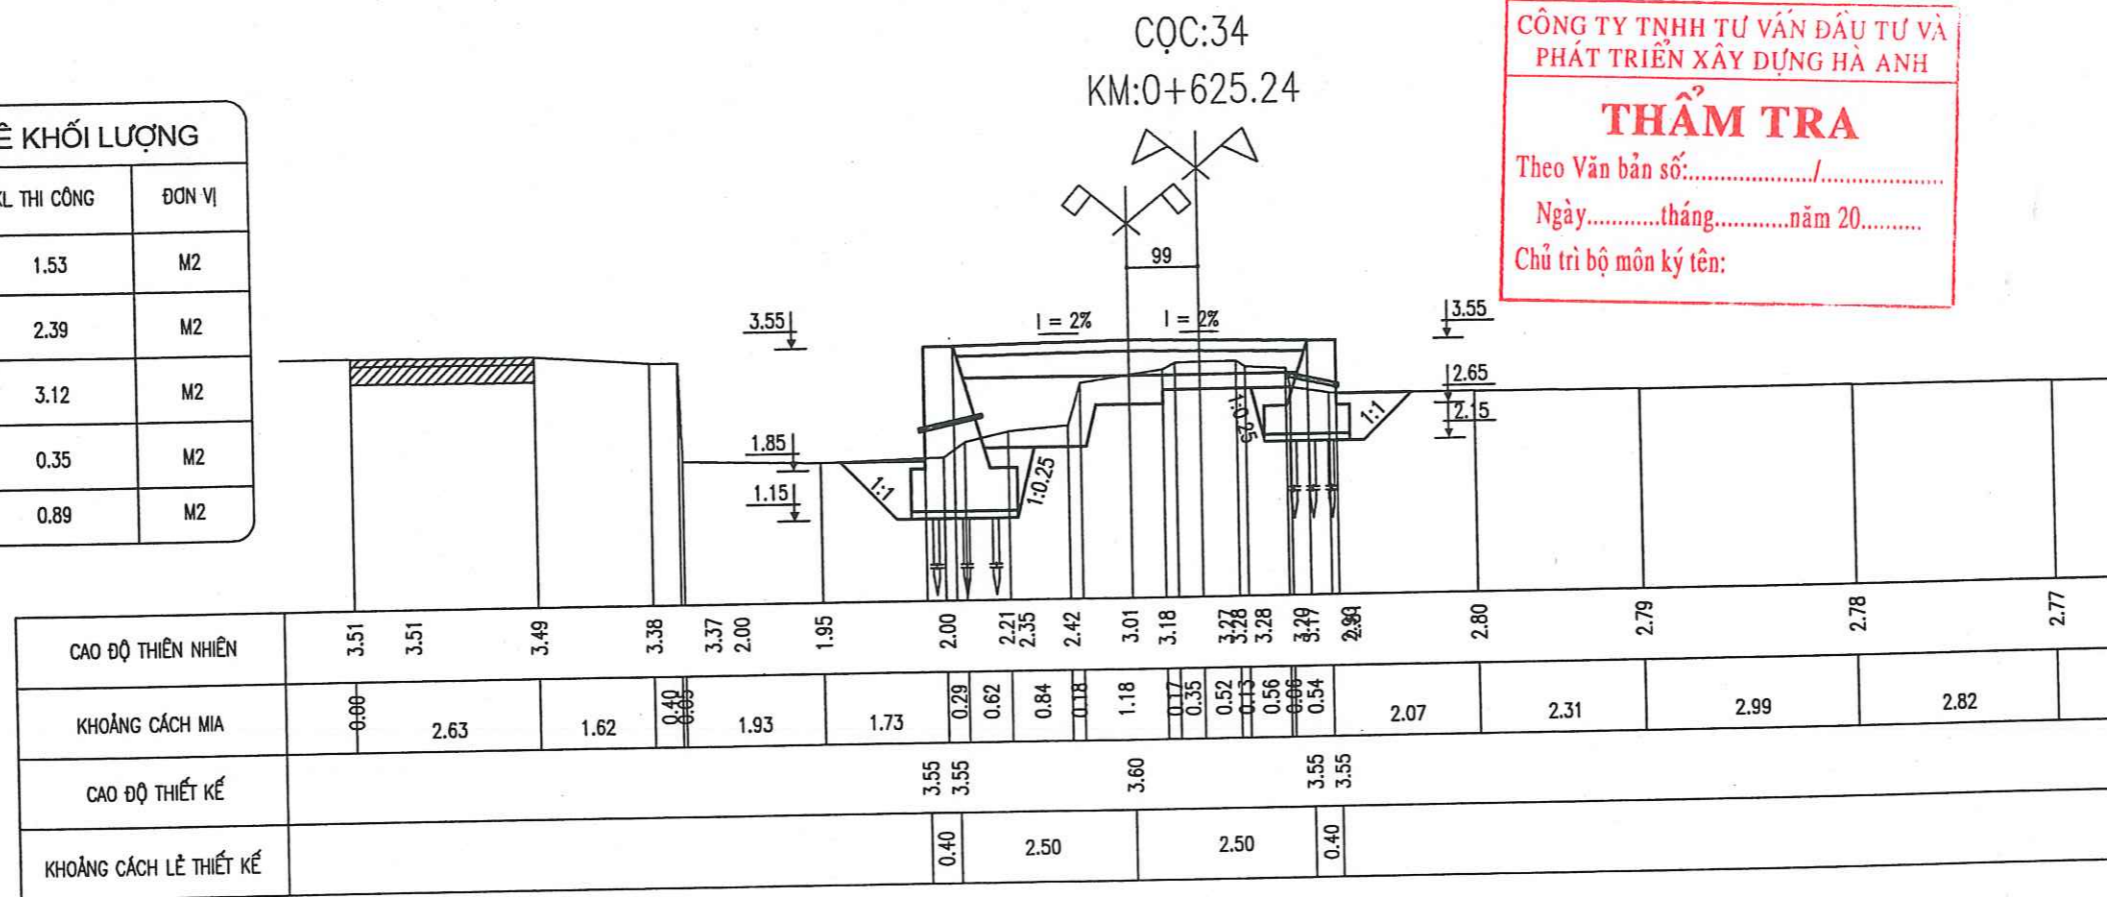 CỌC:34
KM:0+625.24
CÔNG TY TNHH TƯ VẤN ĐẦU TƯ VÀ
PHÁT TRIỂN XÂY DỰNG HÀ ANH
THẨM TRA
Theo Văn bản số:..................../....................
Ngày............tháng............năm 20..........
Chủ trì bộ môn ký tên:
Ê KHỐI LƯỢNG
KL THI CÔNG ĐƠN VỊ
1.53 M2
2.39 M2
3.12 M2
0.35 M2
0.89 M2
99
3.55 I = 2% I = 2% 3.55
2.65
2.15
1.85
1.15
1:1 1:0.25 1:0.25 1:1
CAO ĐỘ THIÊN NHIÊN 3.51 3.51 3.49 3.38 3.37 2.00 1.95 2.00 2.21 2.35 2.42 3.01 3.18 3.27 3.28 3.28 3.20 3.17 2.80 2.79 2.78 2.77
KHOẢNG CÁCH MIA 0.00 2.63 1.62 0.40 0.05 1.93 1.73 0.29 0.62 0.84 0.18 1.18 0.17 0.35 0.52 0.13 0.56 0.06 0.54 2.07 2.31 2.99 2.82
CAO ĐỘ THIẾT KẾ 3.55 3.55 3.60 3.55 3.55
KHOẢNG CÁCH LẺ THIẾT KẾ 0.40 2.50 2.50 0.40